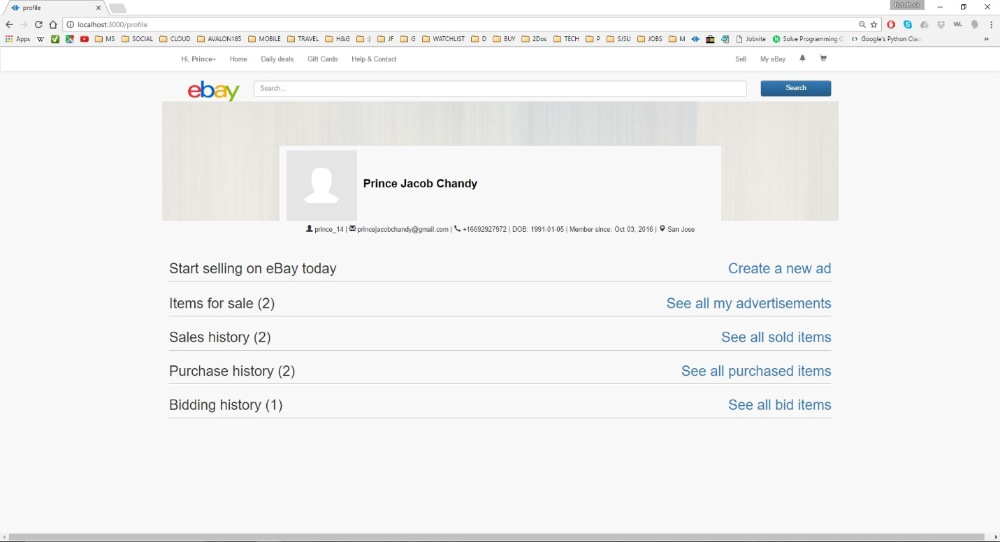 profile
notafrock
localhost:3000/profile
Apps MS SOCIAL CLOUD AVALON185 MOBILE TRAVEL H&G :) JF G WATCHLIST D BUY 2Dos TECH P SJSU JOBS M Jobvite Solve Programming C Google's Python Clas »
Hi, Prince Home Daily deals Gift Cards Help & Contact Sell My eBay
ebay Search... Search
Prince Jacob Chandy
prince_14 | princejacobchandy@gmail.com | +16692927972 | DOB: 1991-01-05 | Member since: Oct 03, 2016 | San Jose
Start selling on eBay today Create a new ad
Items for sale (2) See all my advertisements
Sales history (2) See all sold items
Purchase history (2) See all purchased items
Bidding history (1) See all bid items